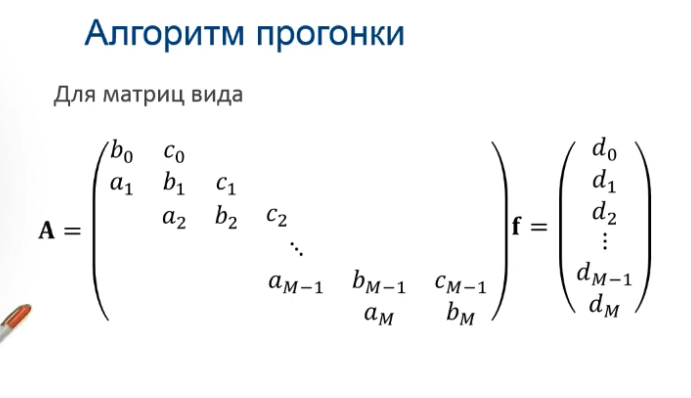 Алгоритм прогонки
Для матриц вида
b₀ c₀
a₁ b₁ c₁
a₂ b₂ c₂
⋱
a_{M−1} b_{M−1} c_{M−1}
a_M b_M
A =
f =
d₀
d₁
d₂
⋮
d_{M−1}
d_M